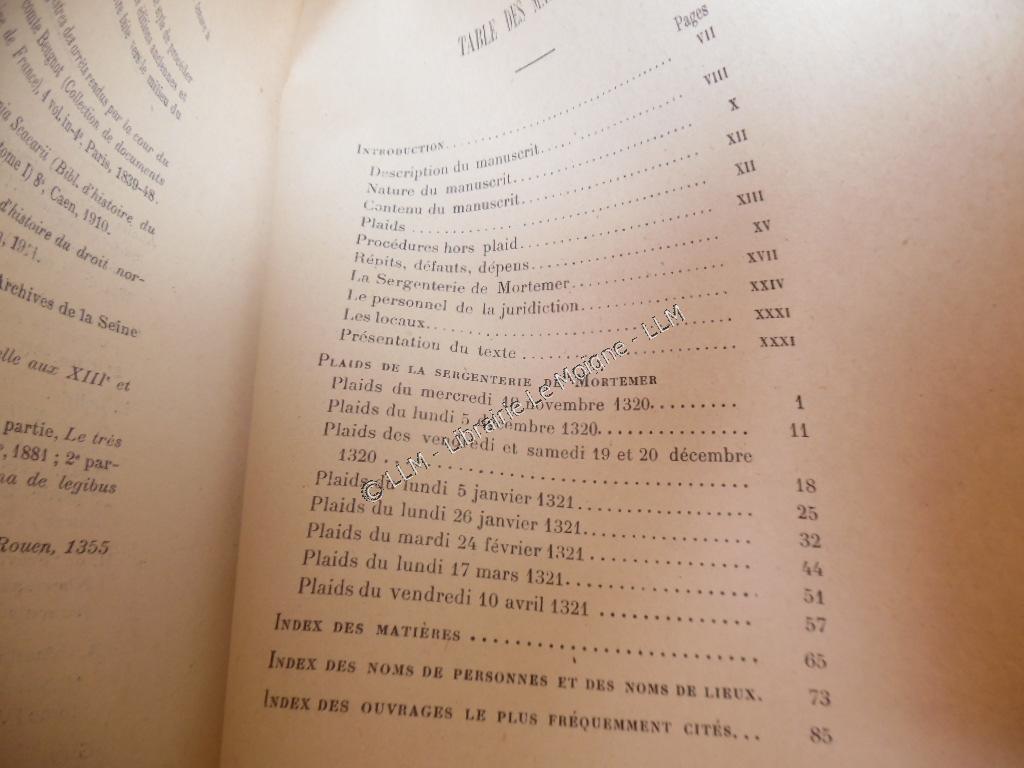 cour du
comte Beugnot (Collection de documents
de France), 4 vol. in-4°, Paris, 1839-48.
Scacarii (Bibl. d'histoire du
tome I) 8°, Caen, 1910.
d'histoire du droit nor-
Archives de la Seine
elle aux XIIIe et
partie, Le très
1881 ; 2e par-
de legibus
Rouen, 1355
TABLE DES
Pages
INTRODUCTION VII
Description du manuscrit VIII
Nature du manuscrit X
Contenu du manuscrit XII
Plaids XII
Procédures hors plaid XIII
Répits, défauts, dépens XV
La Sergenterie de Mortemer XVII
Le personnel de la juridiction XXIV
Les locaux XXXI
Présentation du texte XXXI
PLAIDS DE LA SERGENTERIE DE MORTEMER
Plaids du mercredi novembre 1320 1
Plaids du lundi décembre 1320 11
Plaids des vendredi et samedi 19 et 20 décembre
1320 18
Plaids du lundi 5 janvier 1321 25
Plaids du lundi 26 janvier 1321 32
Plaids du mardi 24 février 1321 44
Plaids du lundi 17 mars 1321 51
Plaids du vendredi 10 avril 1321 57
INDEX DES MATIÈRES 65
INDEX DES NOMS DE PERSONNES ET DES NOMS DE LIEUX. 73
INDEX DES OUVRAGES LE PLUS FRÉQUEMMENT CITÉS... 85
© LLM - Librairie Le Moigne - LLM